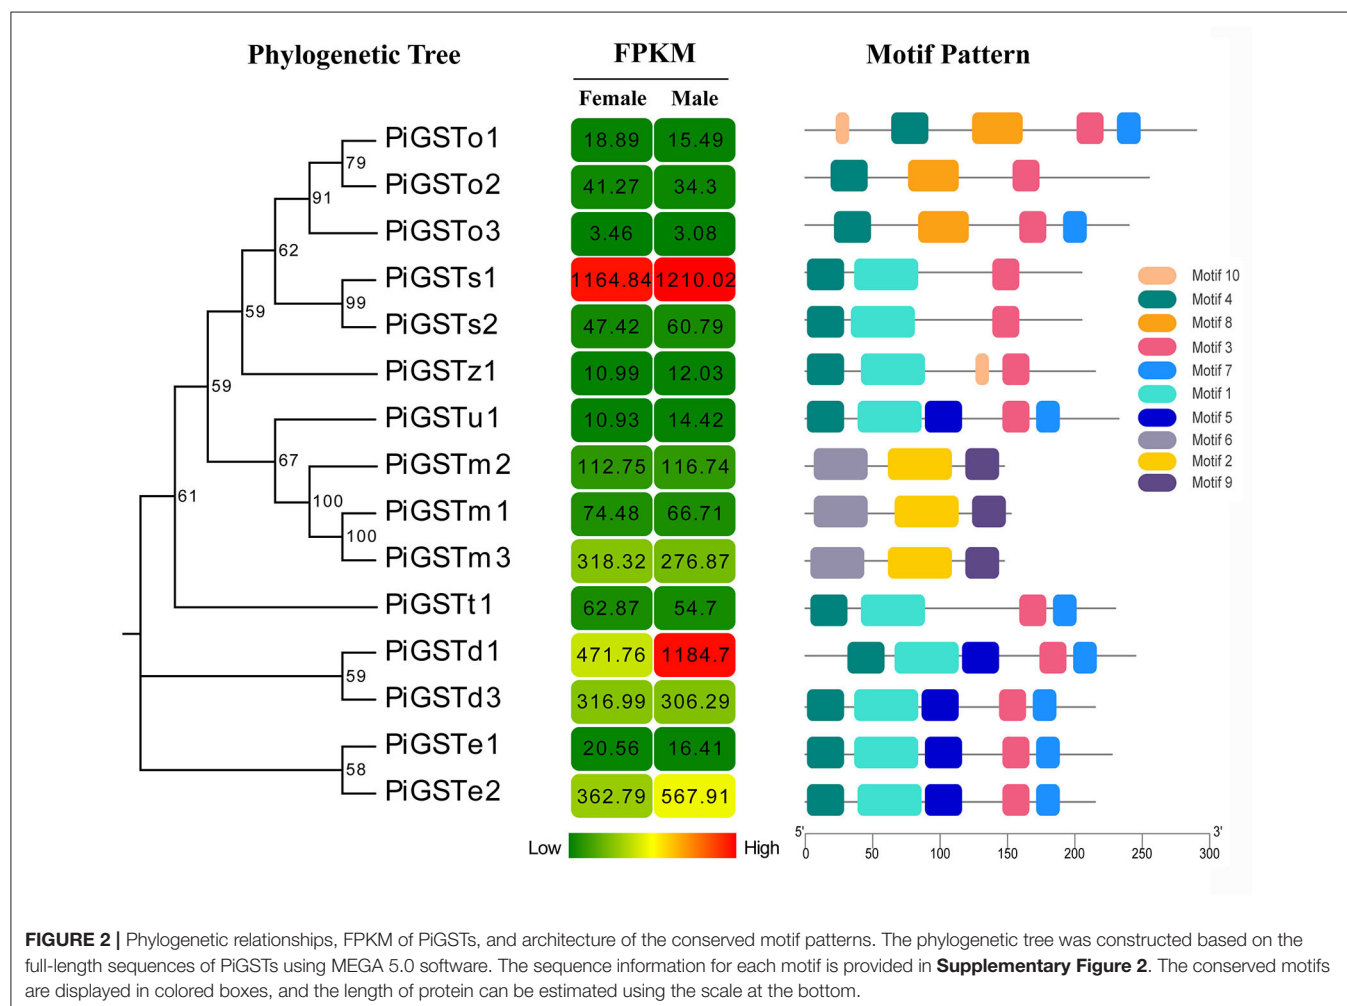 Phylogenetic Tree FPKM Motif Pattern
Female Male
PiGSTo1 18.89 15.49
79
PiGSTo2 41.27 34.3
91
PiGSTo3 3.46 3.08
62
PiGSTs1 1164.84 1210.02
99
59
PiGSTs2 47.42 60.79
PiGSTz1 10.99 12.03
59
PiGSTu1 10.93 14.42
67
PiGSTm2 112.75 116.74
61
100
PiGSTm1 74.48 66.71
100
PiGSTm3 318.32 276.87
PiGSTt1 62.87 54.7
PiGSTd1 471.76 1184.7
59
PiGSTd3 316.99 306.29
PiGSTe1 20.56 16.41
58
PiGSTe2 362.79 567.91
Motif 10
Motif 4
Motif 8
Motif 3
Motif 7
Motif 1
Motif 5
Motif 6
Motif 2
Motif 9
Low High
5' 3'
0 50 100 150 200 250 300
FIGURE 2 | Phylogenetic relationships, FPKM of PiGSTs, and architecture of the conserved motif patterns. The phylogenetic tree was constructed based on the
full-length sequences of PiGSTs using MEGA 5.0 software. The sequence information for each motif is provided in Supplementary Figure 2. The conserved motifs
are displayed in colored boxes, and the length of protein can be estimated using the scale at the bottom.